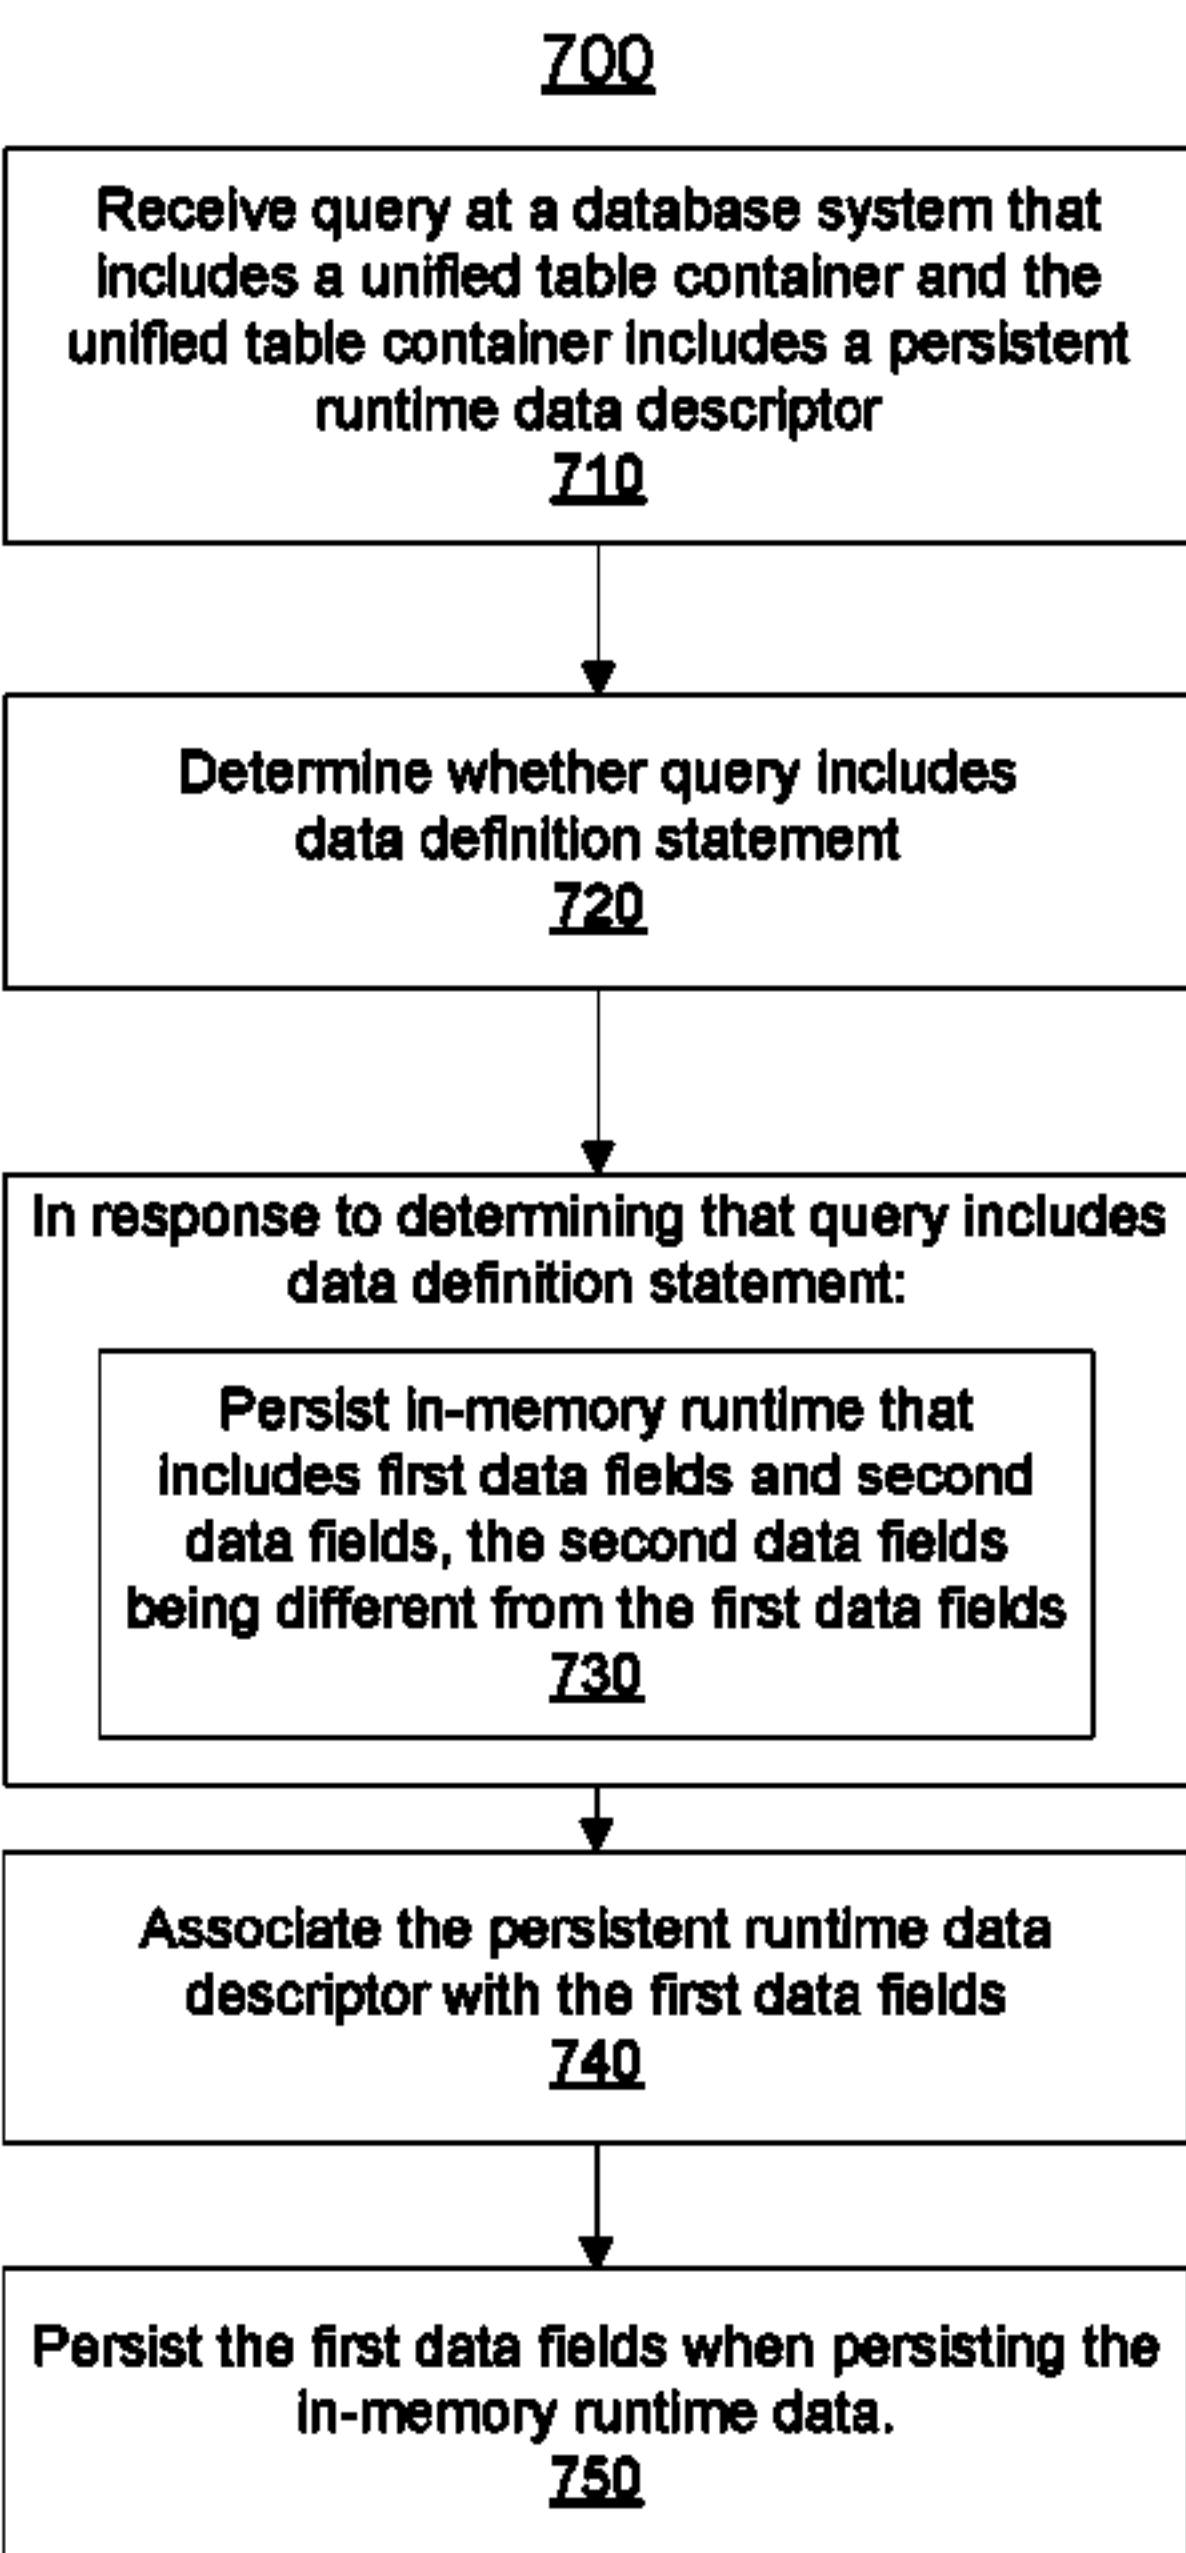 700
Receive query at a database system that
includes a unified table container and the
unified table container includes a persistent
runtime data descriptor
710
Determine whether query includes
data definition statement
720
In response to determining that query includes
data definition statement:
Persist in-memory runtime that
includes first data fields and second
data fields, the second data fields
being different from the first data fields
730
Associate the persistent runtime data
descriptor with the first data fields
740
Persist the first data fields when persisting the
in-memory runtime data.
750